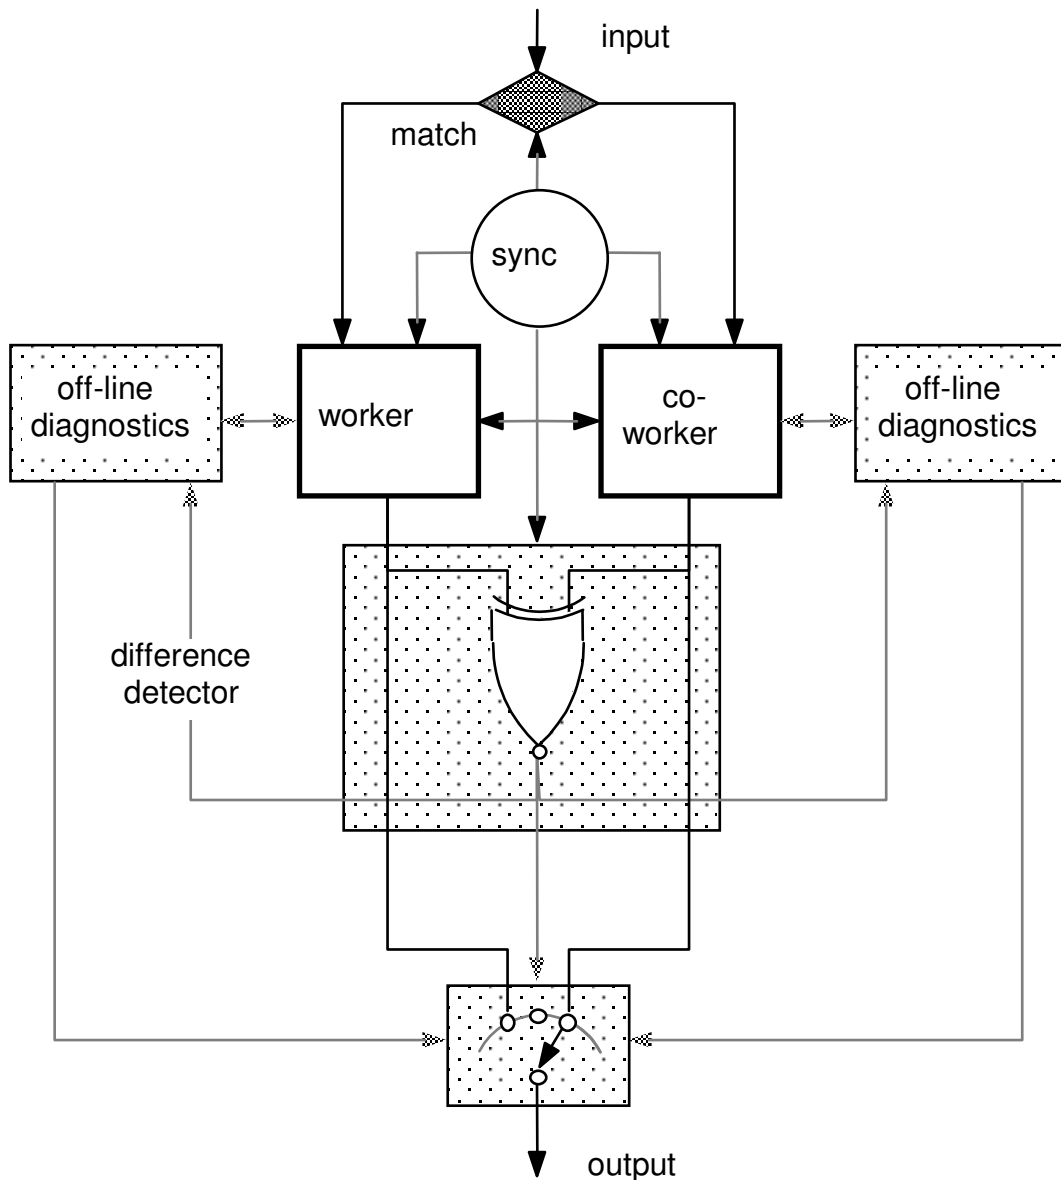 input
match
sync
off-line
diagnostics
worker
co-
worker
off-line
diagnostics
difference
detector
output